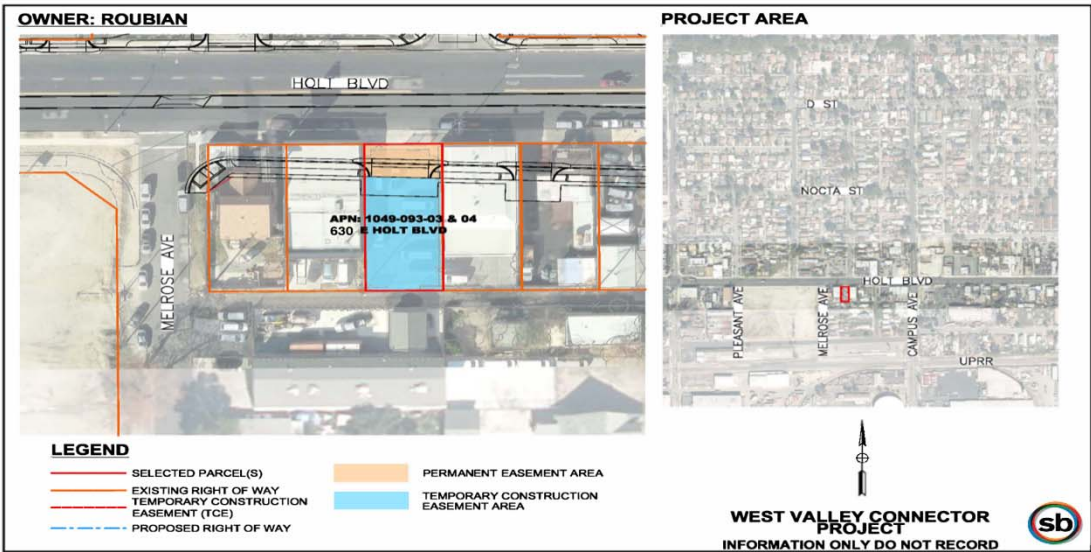 OWNER: ROUBIAN
HOLT BLVD
APN: 1049-093-03 & 04
630 E HOLT BLVD
MELROSE AVE
PROJECT AREA
D ST
NOCTA ST
HOLT BLVD
PLEASANT AVE
MELROSE AVE
CAMPUS AVE
UPRR
LEGEND
SELECTED PARCEL(S)
EXISTING RIGHT OF WAY
TEMPORARY CONSTRUCTION
EASEMENT (TCE)
PROPOSED RIGHT OF WAY
PERMANENT EASEMENT AREA
TEMPORARY CONSTRUCTION
EASEMENT AREA
WEST VALLEY CONNECTOR
PROJECT
INFORMATION ONLY DO NOT RECORD
sb